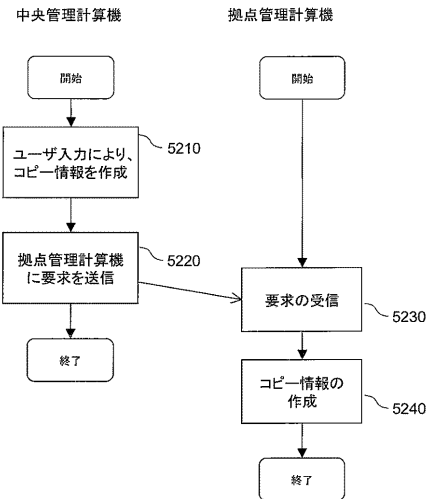 中央管理計算機
拠点管理計算機
開始
開始
ユーザ入力により、
コピー情報を作成
5210
拠点管理計算機
に要求を送信
5220
要求の受信
5230
終了
コピー情報の
作成
5240
終了